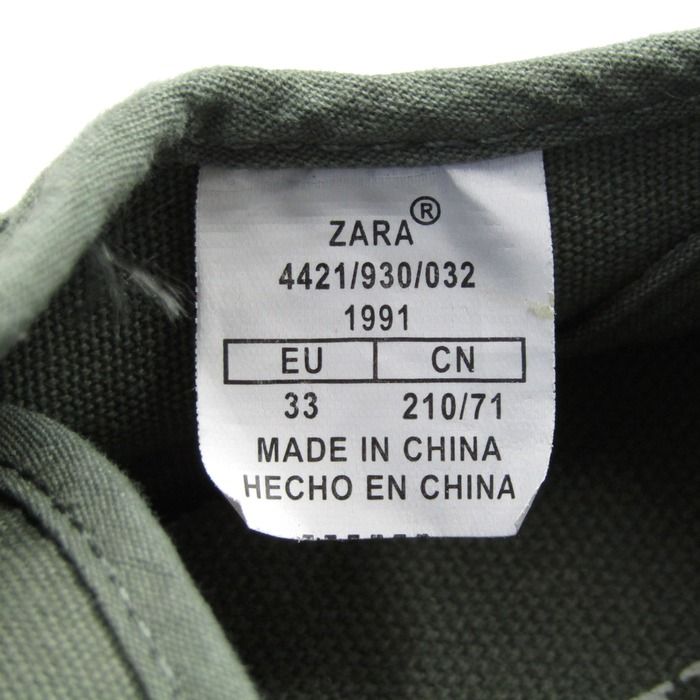 ZARA®
4421/930/032
1991
EU CN
33 210/71
MADE IN CHINA
HECHO EN CHINA